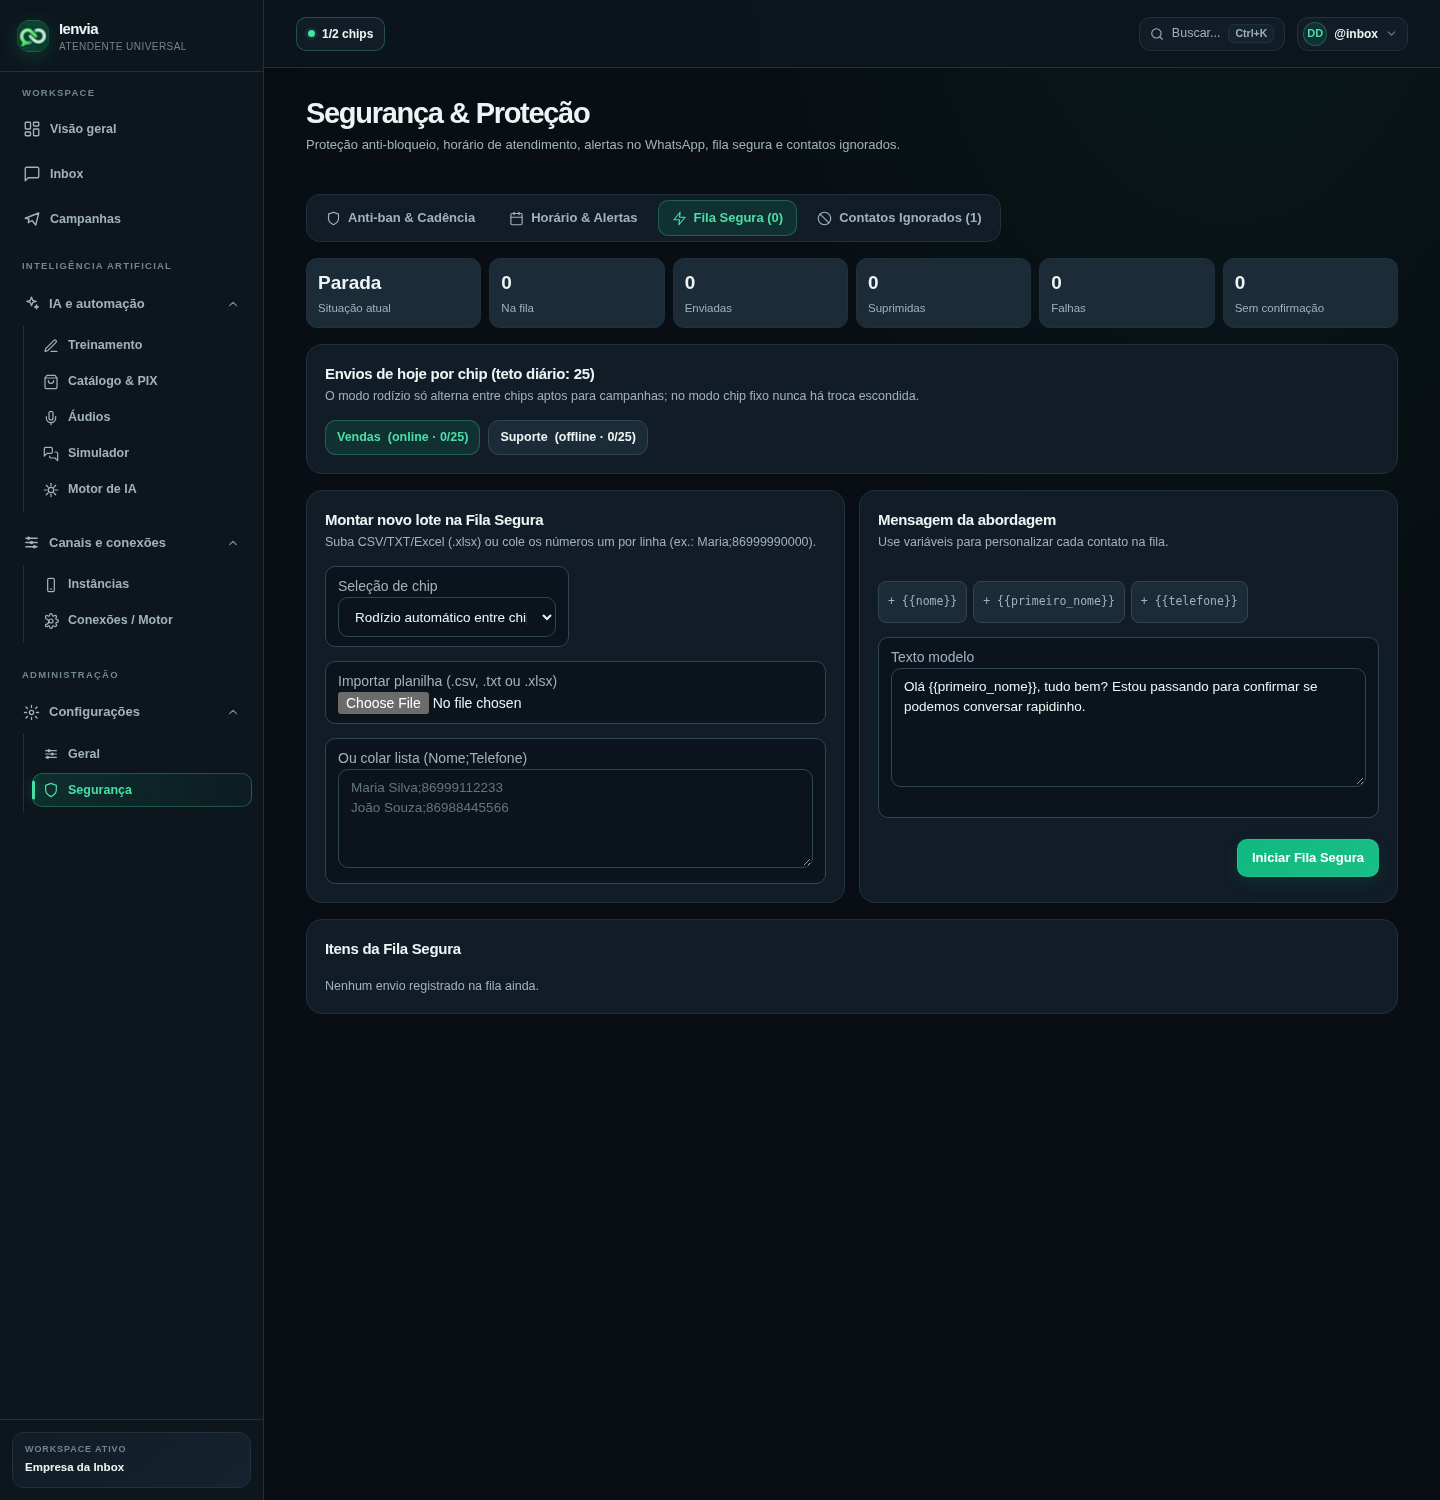 Ienvia
ATENDENTE UNIVERSAL
1/2 chips
Buscar...
Ctrl+K
DD
@inbox
WORKSPACE
Visão geral
Inbox
Campanhas
INTELIGÊNCIA ARTIFICIAL
IA e automação
Treinamento
Catálogo & PIX
Áudios
Simulador
Motor de IA
Canais e conexões
Instâncias
Conexões / Motor
ADMINISTRAÇÃO
Configurações
Geral
Segurança
WORKSPACE ATIVO
Empresa da Inbox
Segurança & Proteção
Proteção anti-bloqueio, horário de atendimento, alertas no WhatsApp, fila segura e contatos ignorados.
Anti-ban & Cadência
Horário & Alertas
Fila Segura (0)
Contatos Ignorados (1)
Parada
Situação atual
0
Na fila
0
Enviadas
0
Suprimidas
0
Falhas
0
Sem confirmação
Envios de hoje por chip (teto diário: 25)
O modo rodízio só alterna entre chips aptos para campanhas; no modo chip fixo nunca há troca escondida.
Vendas (online · 0/25)
Suporte (offline · 0/25)
Montar novo lote na Fila Segura
Suba CSV/TXT/Excel (.xlsx) ou cole os números um por linha (ex.: Maria;86999990000).
Seleção de chip
Rodízio automático entre chi
Importar planilha (.csv, .txt ou .xlsx)
Choose File No file chosen
Ou colar lista (Nome;Telefone)
Maria Silva;86999112233
João Souza;86988445566
Mensagem da abordagem
Use variáveis para personalizar cada contato na fila.
+ {{nome}}
+ {{primeiro_nome}}
+ {{telefone}}
Texto modelo
Olá {{primeiro_nome}}, tudo bem? Estou passando para confirmar se
podemos conversar rapidinho.
Iniciar Fila Segura
Itens da Fila Segura
Nenhum envio registrado na fila ainda.